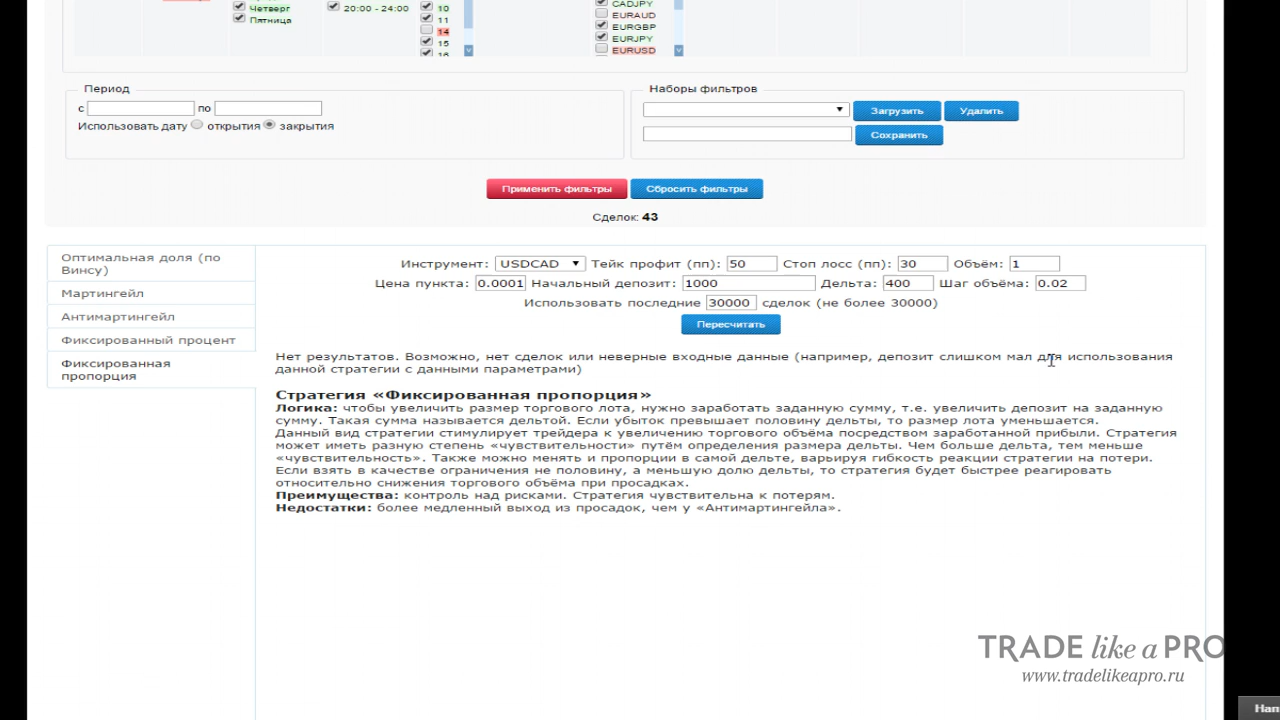 Четверг
Пятница
20:00 - 24:00
10
11
14
15
16
CADJPY
EURAUD
EURGBP
EURJPY
EURUSD
Период
с по
Использовать дату открытия закрытия
Наборы фильтров
Загрузить Удалить
Сохранить
Применить фильтры Сбросить фильтры
Сделок: 43
Оптимальная доля (по
Винсу)
Мартингейл
Антимартингейл
Фиксированный процент
Фиксированная
пропорция
Инструмент: USDCAD Тейк профит (пп): 50 Стоп лосс (пп): 30 Объём: 1
Цена пункта: 0.0001 Начальный депозит: 1000 Дельта: 400 Шаг объёма: 0.02
Использовать последние 30000 сделок (не более 30000)
Пересчитать
Нет результатов. Возможно, нет сделок или неверные входные данные (например, депозит слишком мал для использования
данной стратегии с данными параметрами)
Стратегия «Фиксированная пропорция»
Логика: чтобы увеличить размер торгового лота, нужно заработать заданную сумму, т.е. увеличить депозит на заданную
сумму. Такая сумма называется дельтой. Если убыток превышает половину дельты, то размер лота уменьшается.
Данный вид стратегии стимулирует трейдера к увеличению торгового объёма посредством заработанной прибыли. Стратегия
может иметь разную степень «чувствительности» путём определения размера дельты. Чем больше дельта, тем меньше
«чувствительность». Также можно менять и пропорции в самой дельте, варьируя гибкость реакции стратегии на потери.
Если взять в качестве ограничения не половину, а меньшую долю дельты, то стратегия будет быстрее реагировать
относительно снижения торгового объёма при просадках.
Преимущества: контроль над рисками. Стратегия чувствительна к потерям.
Недостатки: более медленный выход из просадок, чем у «Антимартингейла».
TRADE like a PRO
www.tradelikeapro.ru